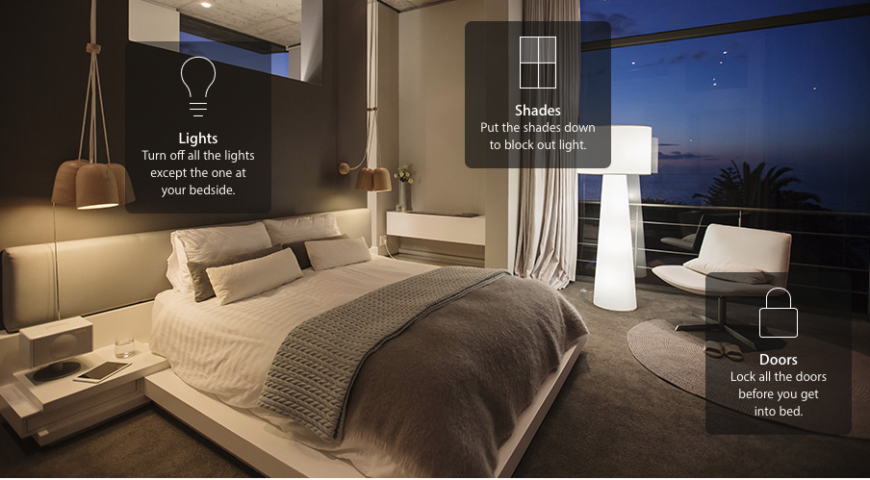 Lights
Turn off all the lights
except the one at
your bedside.
Shades
Put the shades down
to block out light.
Doors
Lock all the doors
before you get
into bed.